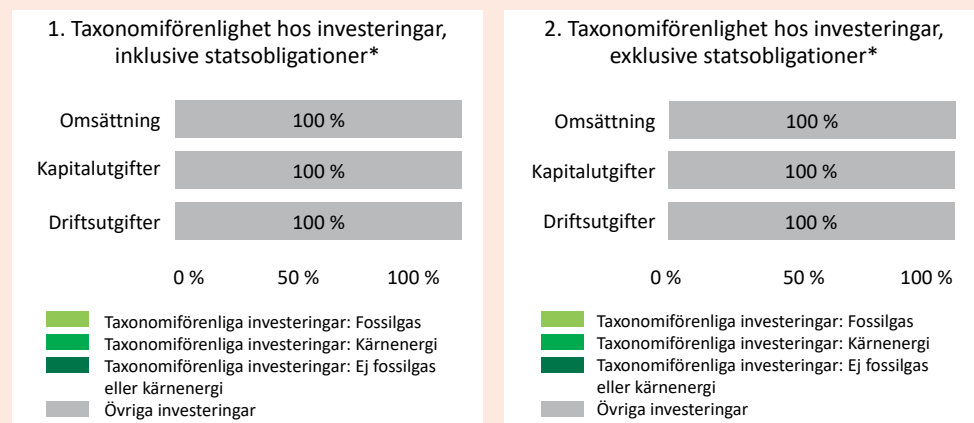 1. Taxonomiförenlighet hos investeringar,
inklusive statsobligationer*
Omsättning 100 %
Kapitalutgifter 100 %
Driftsutgifter 100 %
0 % 50 % 100 %
Taxonomiförenliga investeringar: Fossilgas
Taxonomiförenliga investeringar: Kärnenergi
Taxonomiförenliga investeringar: Ej fossilgas
eller kärnenergi
Övriga investeringar
2. Taxonomiförenlighet hos investeringar,
exklusive statsobligationer*
Omsättning 100 %
Kapitalutgifter 100 %
Driftsutgifter 100 %
0 % 50 % 100 %
Taxonomiförenliga investeringar: Fossilgas
Taxonomiförenliga investeringar: Kärnenergi
Taxonomiförenliga investeringar: Ej fossilgas
eller kärnenergi
Övriga investeringar